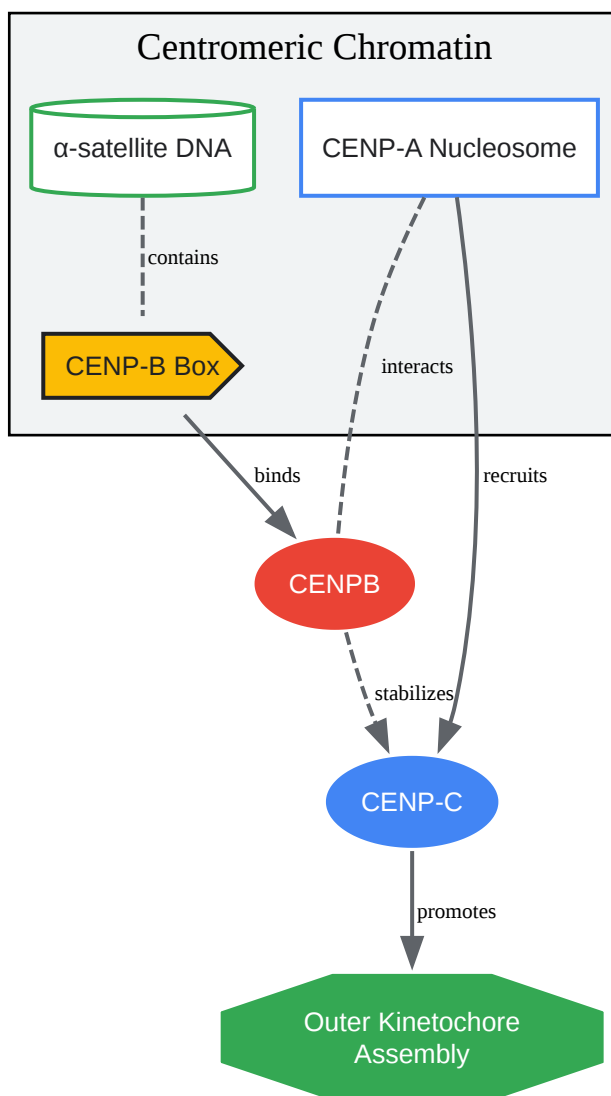 Centromeric Chromatin
α-satellite DNA
CENP-A Nucleosome
contains
CENP-B Box
interacts
binds
recruits
CENPB
stabilizes
CENP-C
promotes
Outer Kinetochore
Assembly